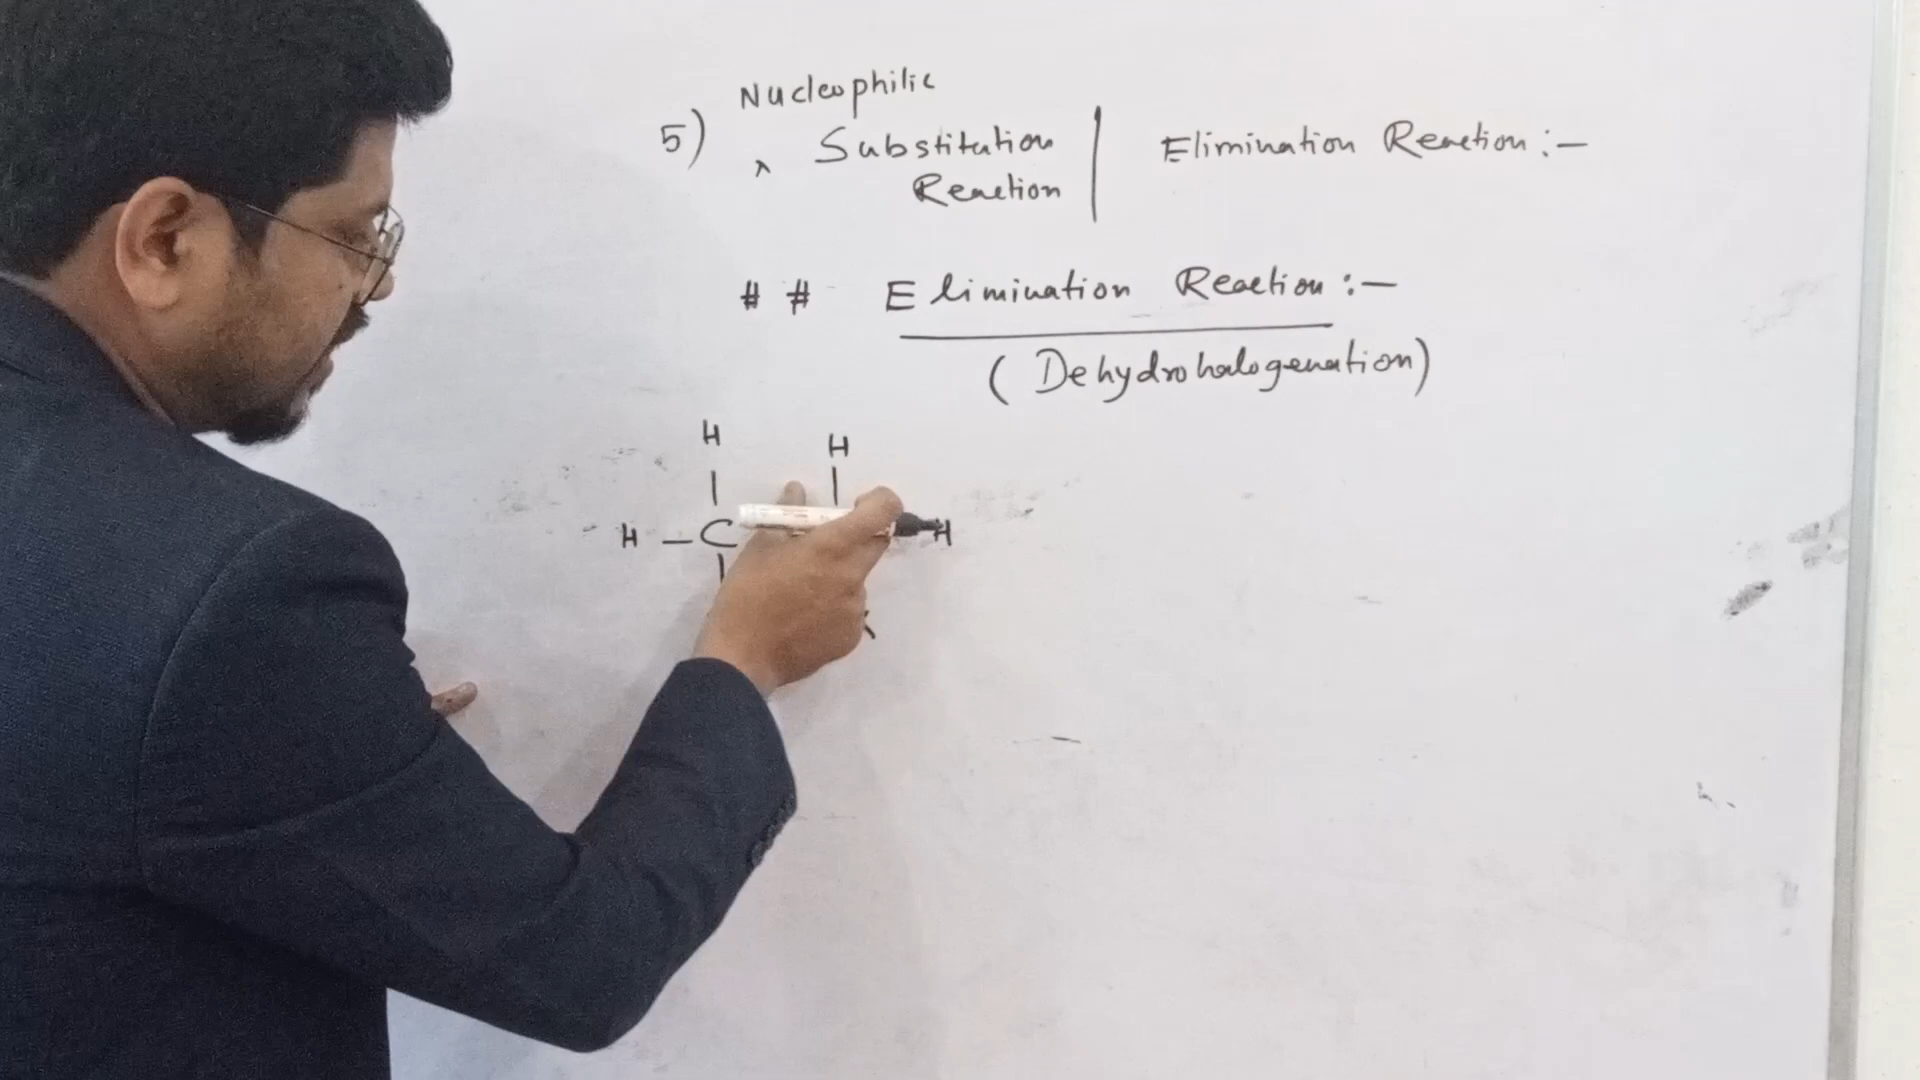 Nucleophilic
5) ^ Substitution | Elimination Reaction :-
Reaction
# # Elimination Reaction :-
(Dehydrohalogenation)
H H
H - C H